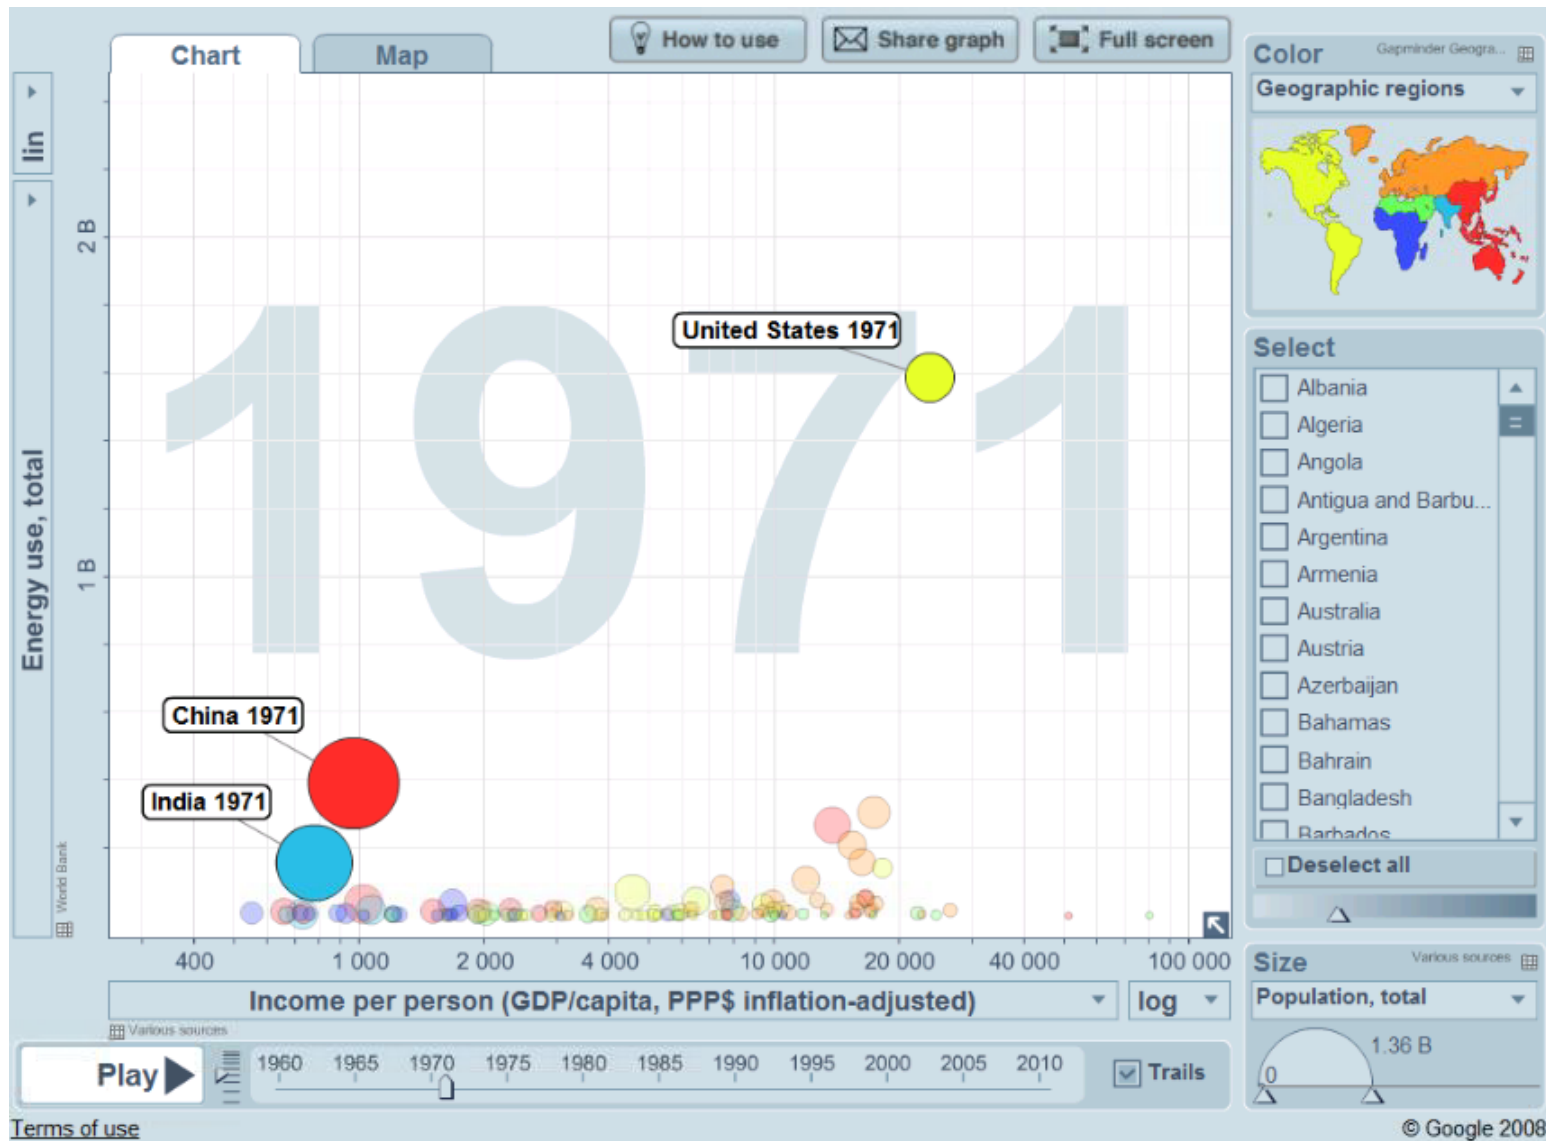 Chart
Map
How to use
Share graph
Full screen
lin
Energy use, total
World Bank
2B
1B
1971
United States 1971
China 1971
India 1971
400
1 000
2 000
4 000
10 000
20 000
40 000
100 000
Income per person (GDP/capita, PPP$ inflation-adjusted)
log
Various sources
Play
1960
1965
1970
1975
1980
1985
1990
1995
2000
2005
2010
Trails
Terms of use
Color
Gapminder Geogra...
Geographic regions
Select
Albania
Algeria
Angola
Antigua and Barbu...
Argentina
Armenia
Australia
Austria
Azerbaijan
Bahamas
Bahrain
Bangladesh
Barbados
Deselect all
Size
Various sources
Population, total
1.36 B
0
© Google 2008